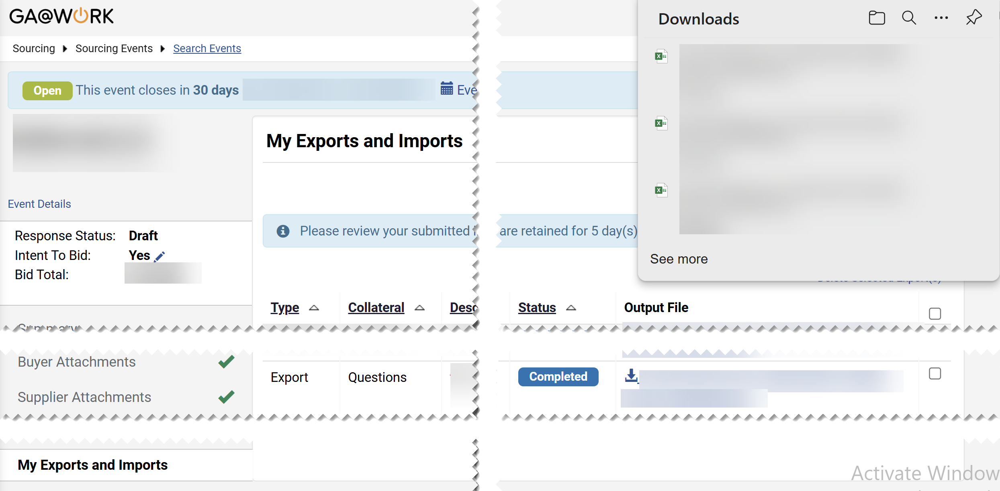 GA@WORK
Downloads
Sourcing Sourcing Events Search Events
Open This event closes in 30 days
Eve
My Exports and Imports
Event Details
Please review your submitted
are retained for 5 day(s)
Response Status: Draft
Intent To Bid: Yes
Bid Total:
See more
Delete Selected Export(s)
Type Collateral Desc Status Output File
Summary
Buyer Attachments
Export Questions Completed
Supplier Attachments
My Exports and Imports
Activate Window